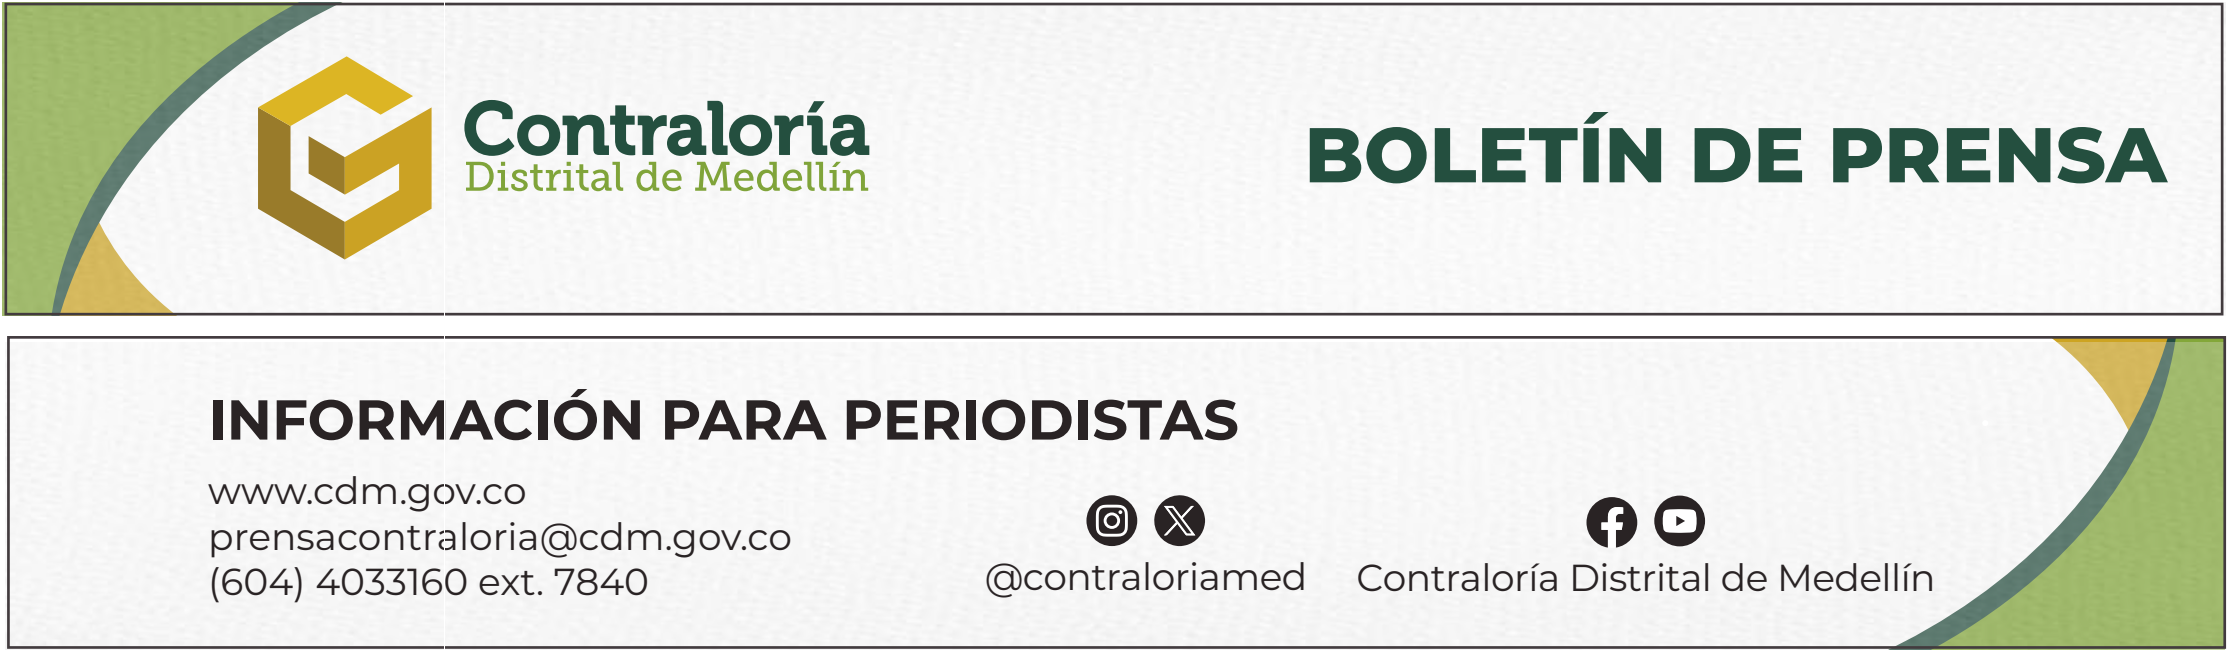 Contraloría
Distrital de Medellín
BOLETÍN DE PRENSA
INFORMACIÓN PARA PERIODISTAS
www.cdm.gov.co
prensacontraloria@cdm.gov.co
(604) 4033160 ext. 7840
@contraloriamed
Contraloría Distrital de Medellín